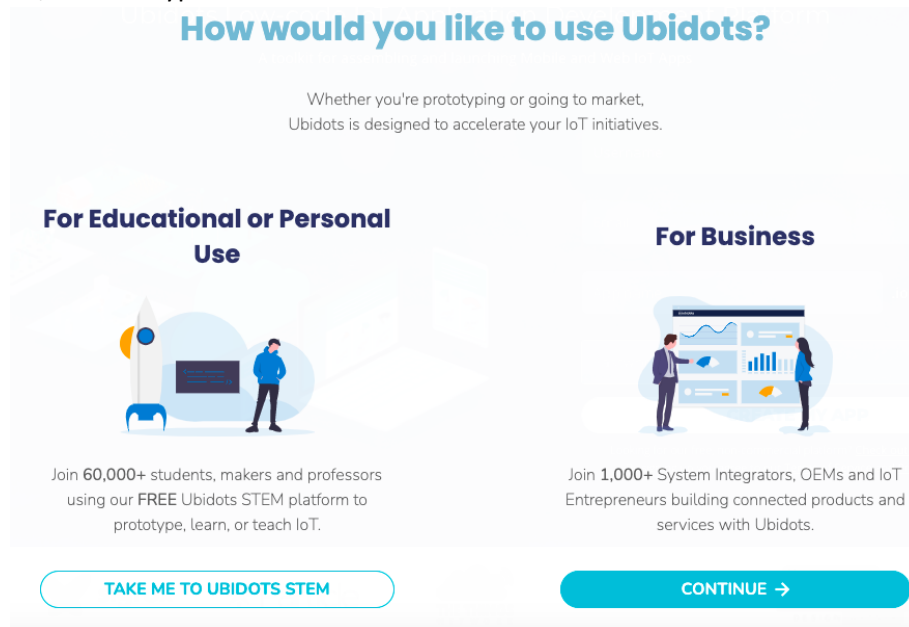 How would you like to use Ubidots?
Whether you're prototyping or going to market,
Ubidots is designed to accelerate your IoT initiatives.
For Educational or Personal
Use
Join 60,000+ students, makers and professors
using our FREE Ubidots STEM platform to
prototype, learn, or teach IoT.
TAKE ME TO UBIDOTS STEM
For Business
Join 1,000+ System Integrators, OEMs and IoT
Entrepreneurs building connected products and
services with Ubidots.
CONTINUE →